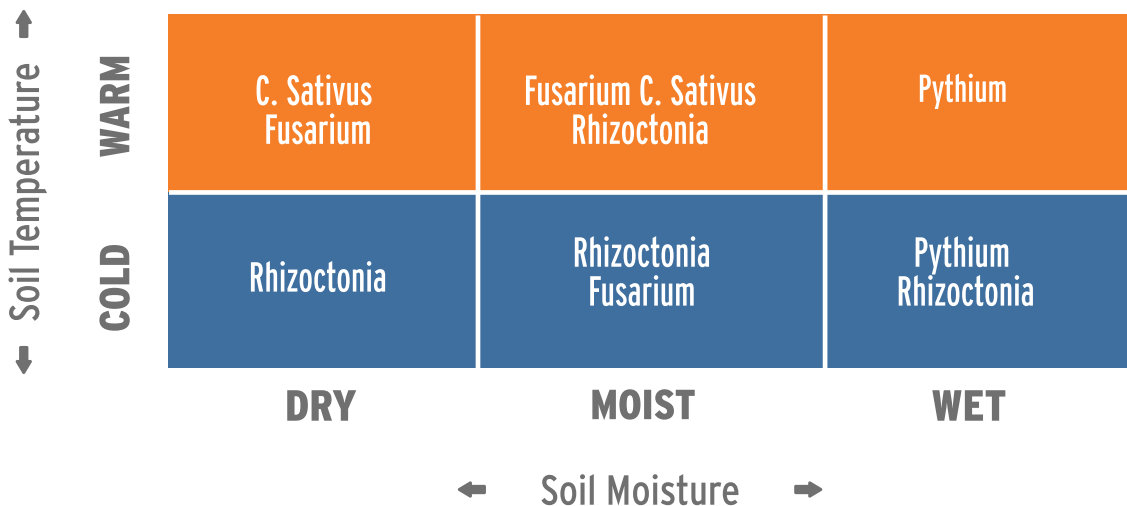 Soil Temperature
WARM
C. Sativus
Fusarium
Fusarium C. Sativus
Rhizoctonia
Pythium
COLD
Rhizoctonia
Rhizoctonia
Fusarium
Pythium
Rhizoctonia
DRY
MOIST
WET
Soil Moisture